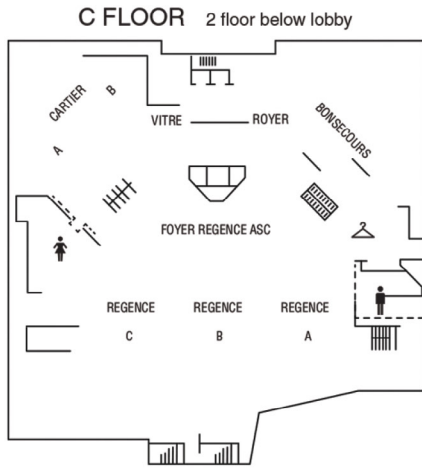 C FLOOR 2 floor below lobby
CARTIER
B
A
VITRE
ROYER
BONSECOURS
FOYER REGENCE ASC
REGENCE
C
REGENCE
B
REGENCE
A